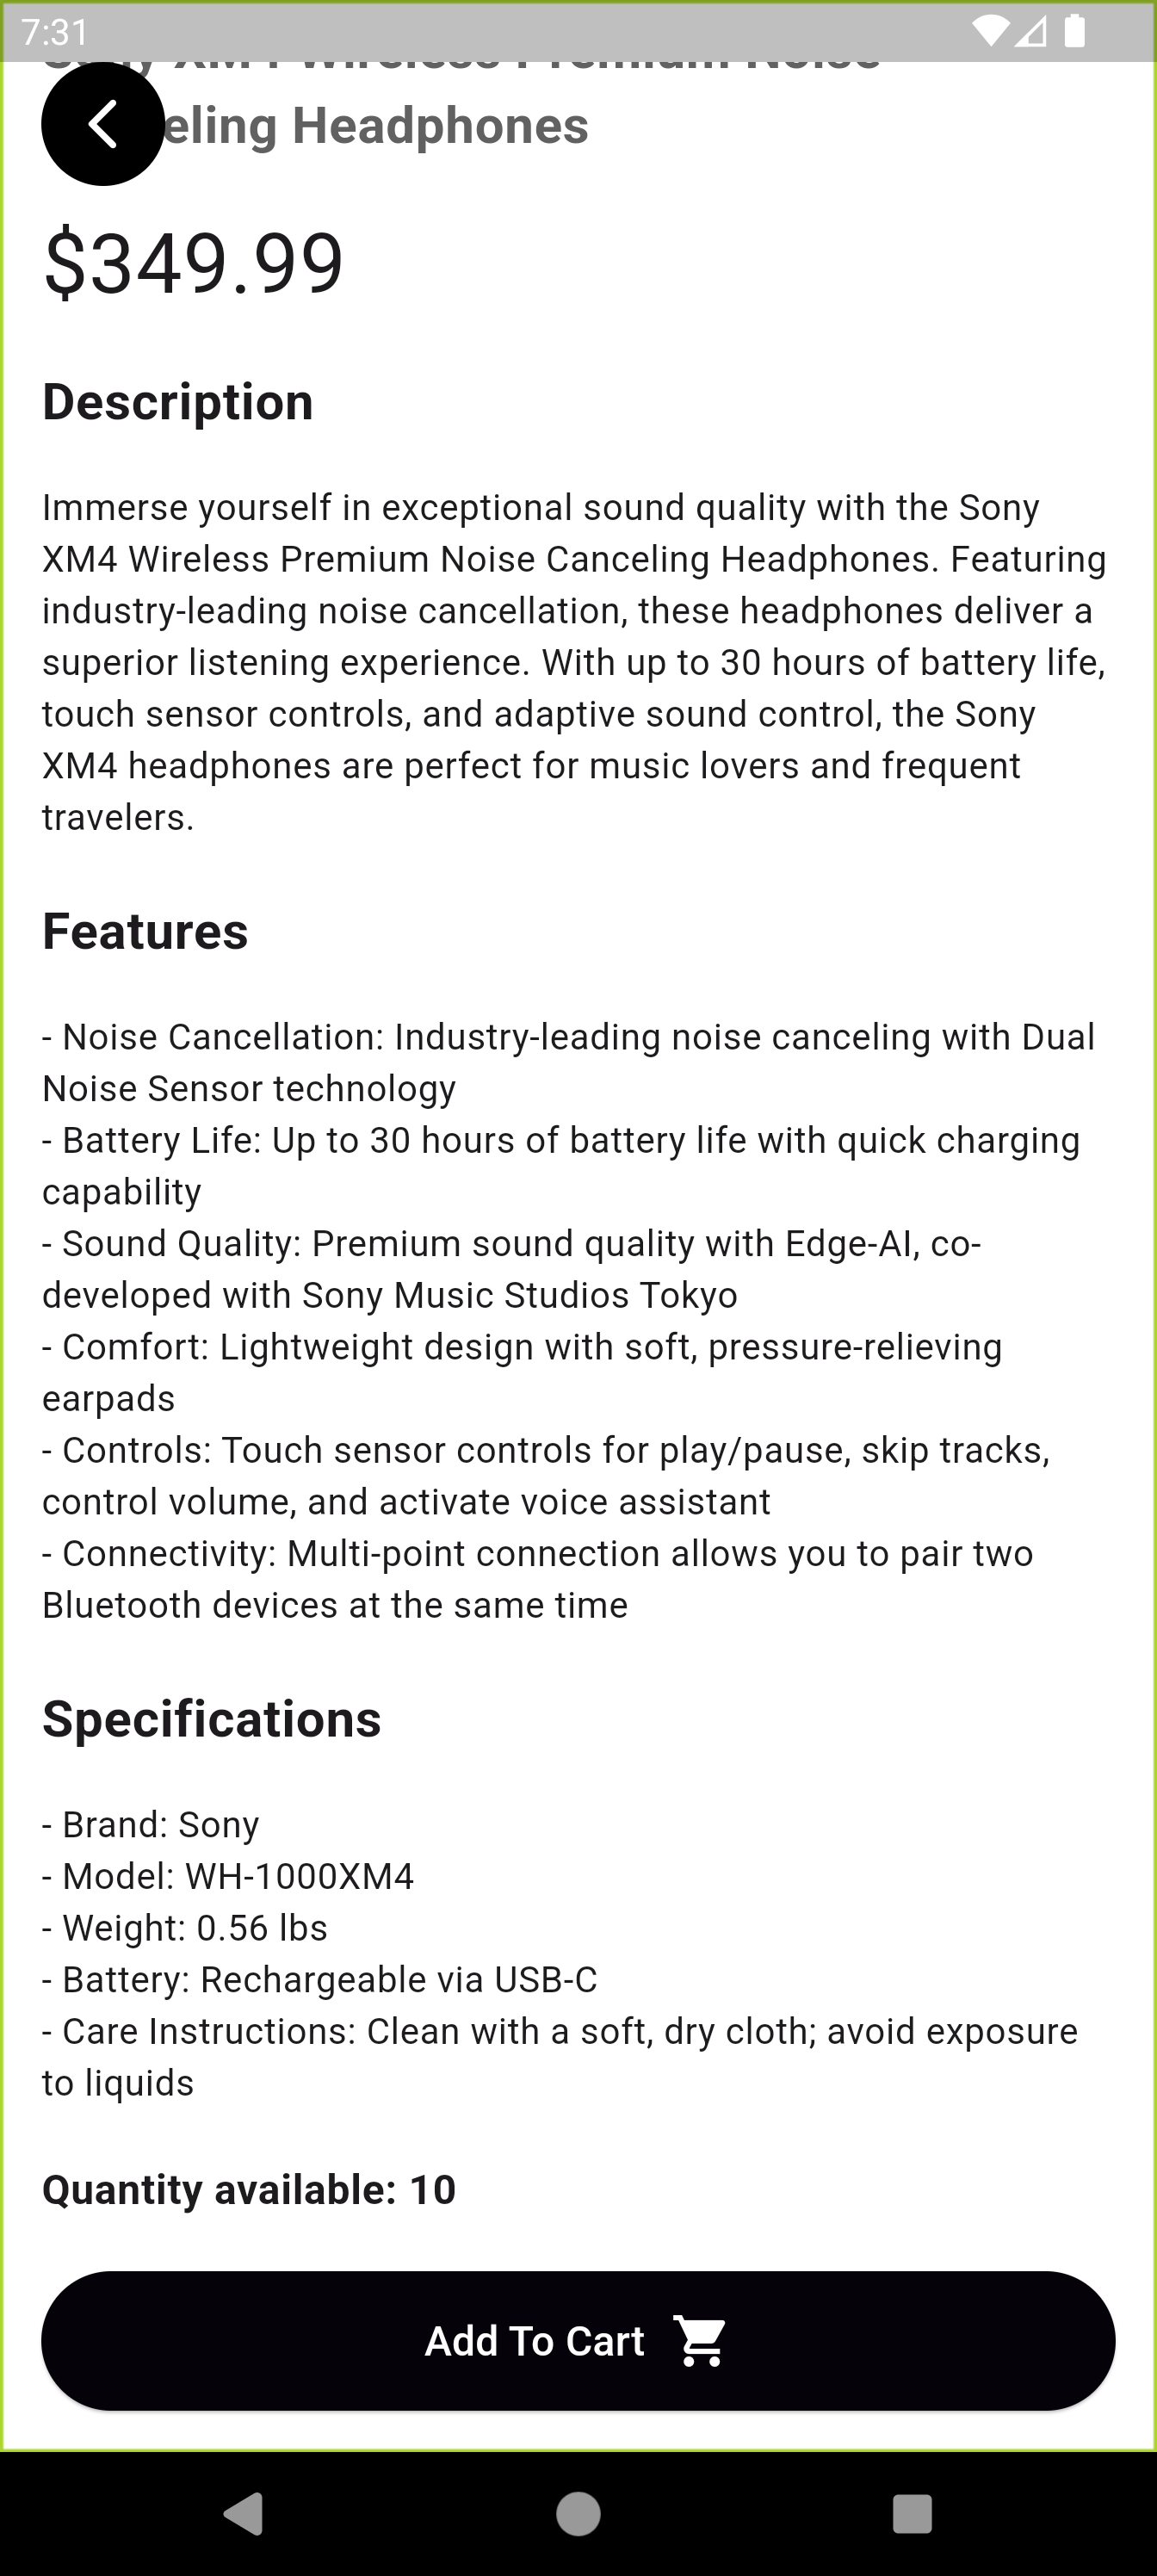 7:31
Sony XM4 Wireless Premium Noise
eling Headphones
$349.99
Description
Immerse yourself in exceptional sound quality with the Sony
XM4 Wireless Premium Noise Canceling Headphones. Featuring
industry-leading noise cancellation, these headphones deliver a
superior listening experience. With up to 30 hours of battery life,
touch sensor controls, and adaptive sound control, the Sony
XM4 headphones are perfect for music lovers and frequent
travelers.
Features
- Noise Cancellation: Industry-leading noise canceling with Dual
Noise Sensor technology
- Battery Life: Up to 30 hours of battery life with quick charging
capability
- Sound Quality: Premium sound quality with Edge-AI, co-
developed with Sony Music Studios Tokyo
- Comfort: Lightweight design with soft, pressure-relieving
earpads
- Controls: Touch sensor controls for play/pause, skip tracks,
control volume, and activate voice assistant
- Connectivity: Multi-point connection allows you to pair two
Bluetooth devices at the same time
Specifications
- Brand: Sony
- Model: WH-1000XM4
- Weight: 0.56 lbs
- Battery: Rechargeable via USB-C
- Care Instructions: Clean with a soft, dry cloth; avoid exposure
to liquids
Quantity available: 10
Add To Cart